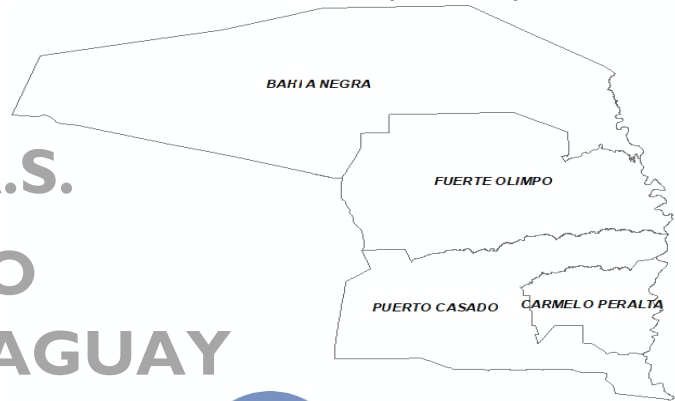 BAHIA NEGRA
.S.
FUERTE OLIMPO
O
PUERTO CASADO
CARMELO PERALTA
AGUAY